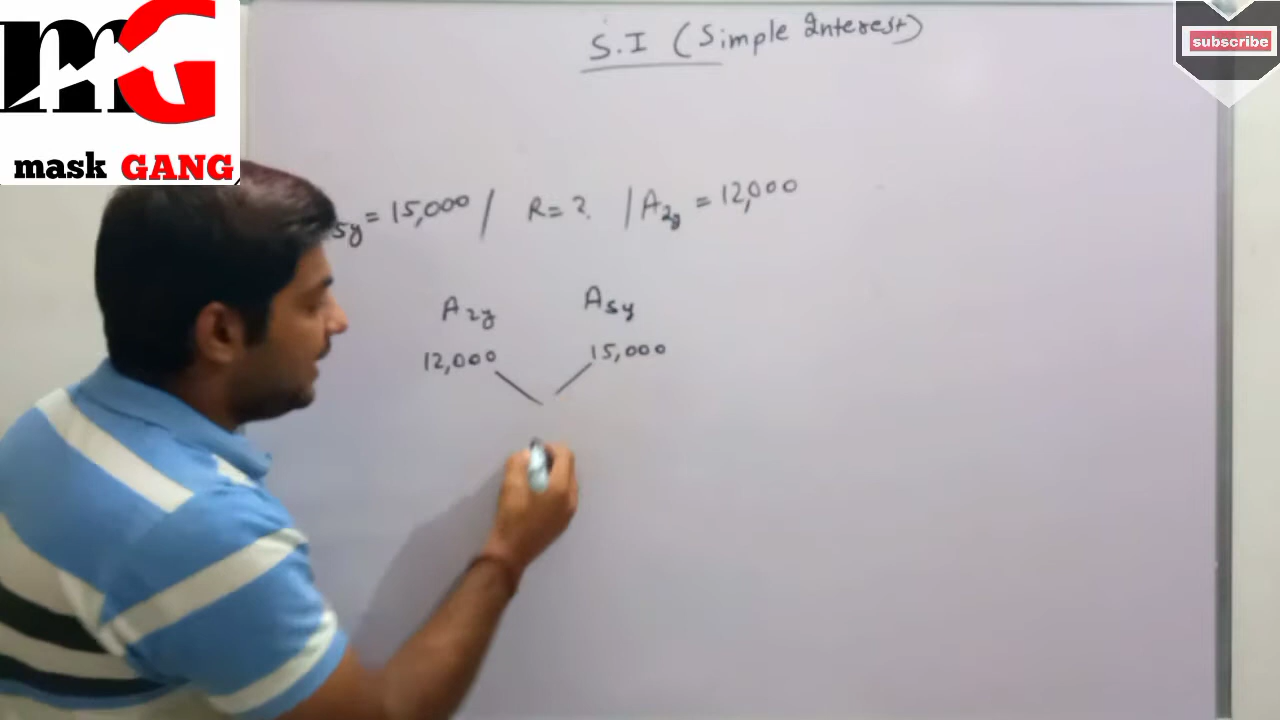 mG
mask GANG
subscribe
S.I (Simple Interest)
5y = 15,000 / R = ? / A2y = 12,000
A2y A5y
12,000 15,000